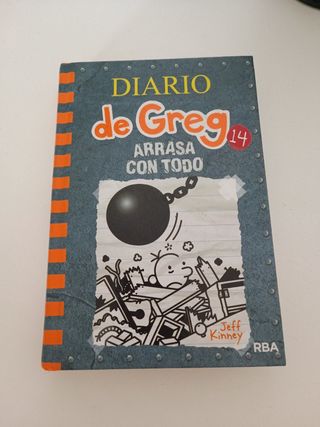 DIARIO
de Greg
14
ARRASA
CON TODO
Jeff
Kinney
RBA